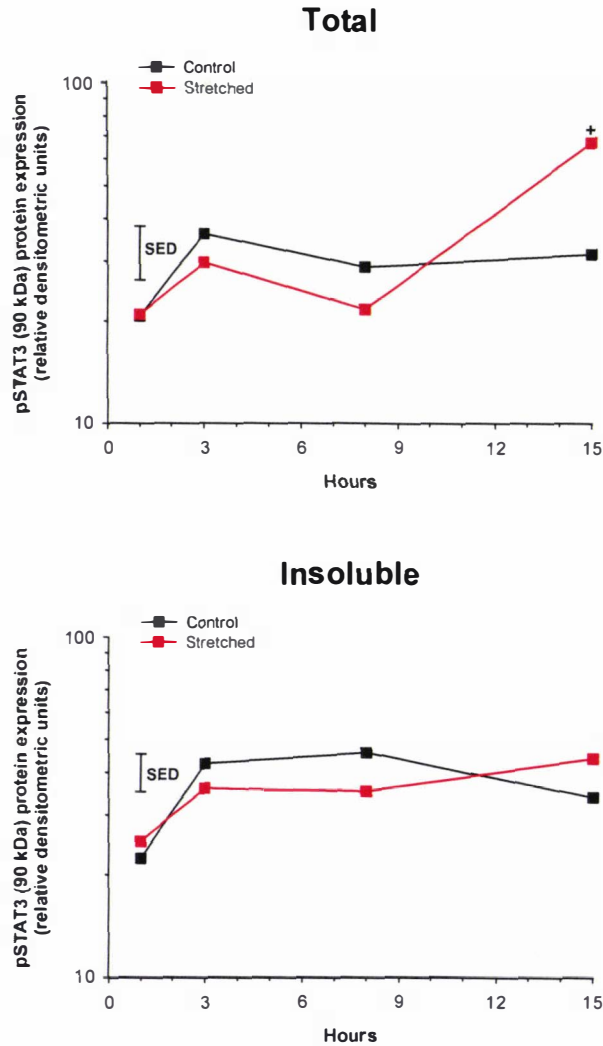 Total
Control
Stretched
pSTAT3 (90 kDa) protein expression
(relative densitometric units)
100
10
SED
+
0 3 6 9 12 15
Hours
Insoluble
Control
Stretched
pSTAT3 (90 kDa) protein expression
(relative densitometric units)
100
10
SED
0 3 6 9 12 15
Hours